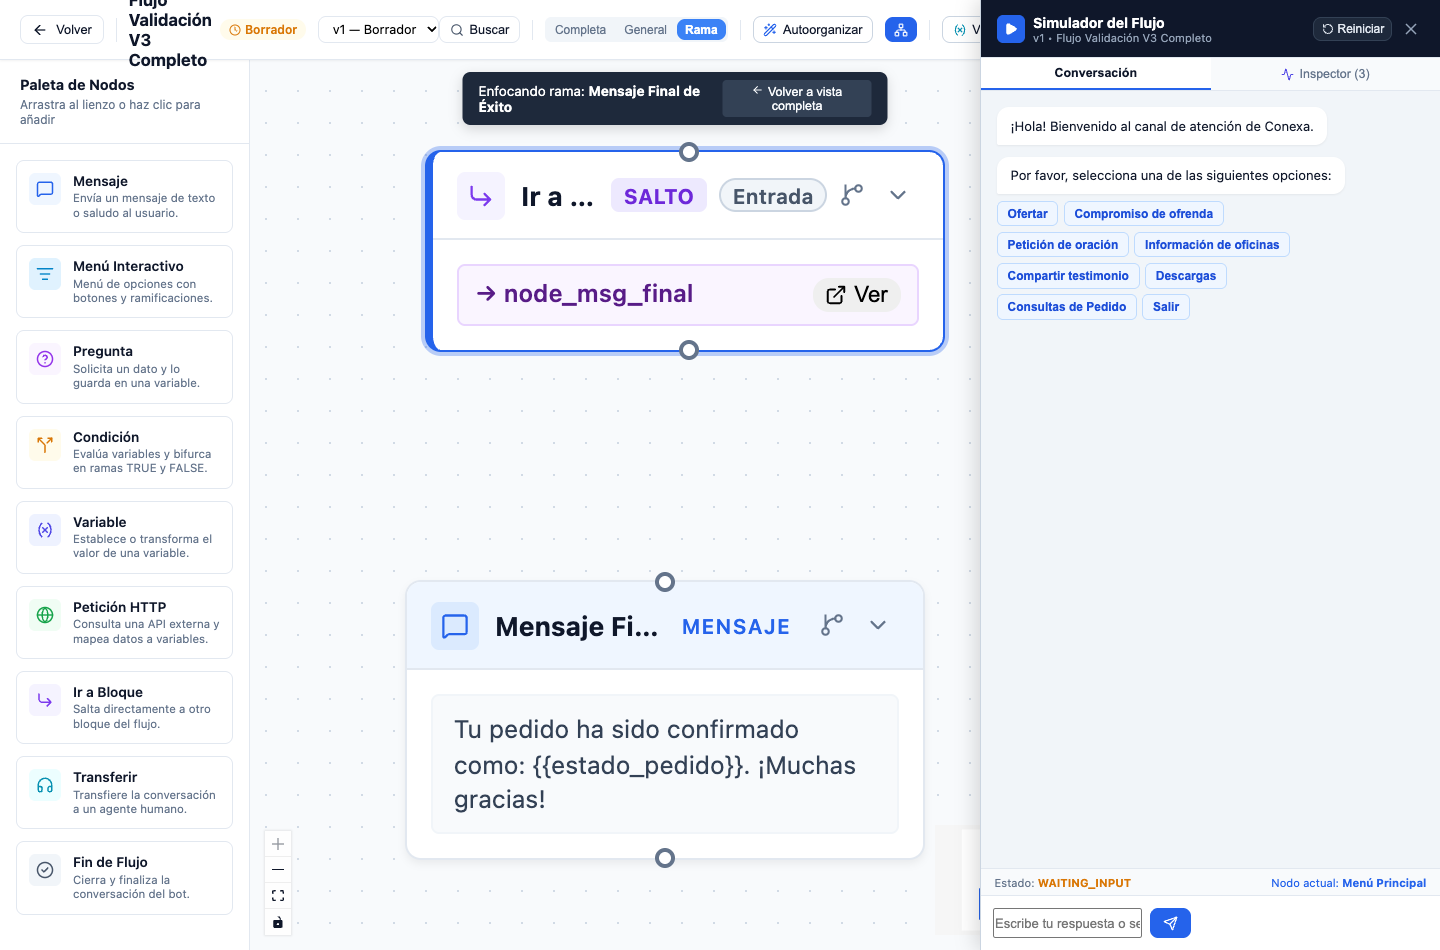 Volver
Flujo
Validación
V3
Completo
Borrador
v1 — Borrador
Buscar
Completa
General
Rama
Autoorganizar
Simulador del Flujo
v1 • Flujo Validación V3 Completo
Reiniciar
Paleta de Nodos
Arrastra al lienzo o haz clic para
añadir
Mensaje
Envía un mensaje de texto
o saludo al usuario.
Menú Interactivo
Menú de opciones con
botones y ramificaciones.
Pregunta
Solicita un dato y lo
guarda en una variable.
Condición
Evalúa variables y bifurca
en ramas TRUE y FALSE.
Variable
Establece o transforma el
valor de una variable.
Petición HTTP
Consulta una API externa y
mapea datos a variables.
Ir a Bloque
Salta directamente a otro
bloque del flujo.
Transferir
Transfiere la conversación
a un agente humano.
Fin de Flujo
Cierra y finaliza la
conversación del bot.
Enfocando rama: Mensaje Final de
Éxito
← Volver a vista
completa
Ir a ...
SALTO
Entrada
→ node_msg_final
Ver
Mensaje Fi...
MENSAJE
Tu pedido ha sido confirmado
como: {{estado_pedido}}. ¡Muchas
gracias!
Conversación
Inspector (3)
¡Hola! Bienvenido al canal de atención de Conexa.
Por favor, selecciona una de las siguientes opciones:
Ofertar
Compromiso de ofrenda
Petición de oración
Información de oficinas
Compartir testimonio
Descargas
Consultas de Pedido
Salir
Estado: WAITING_INPUT
Nodo actual: Menú Principal
Escribe tu respuesta o se